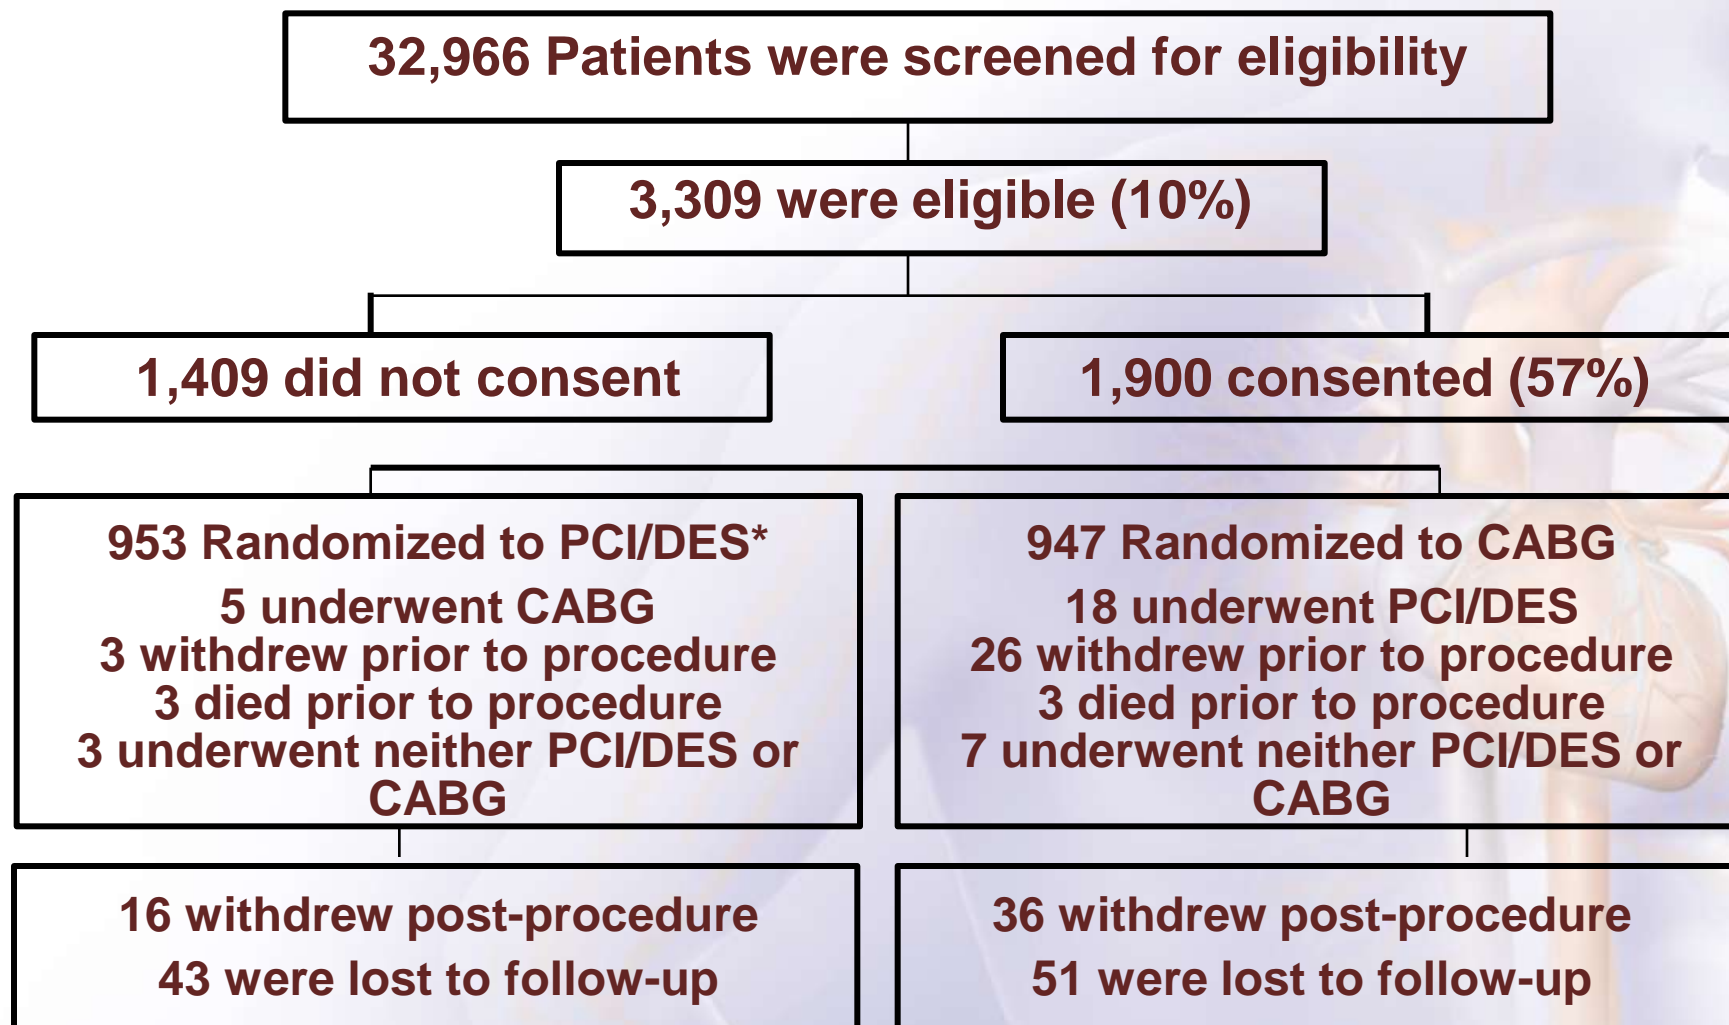 32,966 Patients were screened for eligibility
3,309 were eligible (10%)
1,409 did not consent
1,900 consented (57%)
953 Randomized to PCI/DES*
5 underwent CABG
3 withdrew prior to procedure
3 died prior to procedure
3 underwent neither PCI/DES or
CABG
947 Randomized to CABG
18 underwent PCI/DES
26 withdrew prior to procedure
3 died prior to procedure
7 underwent neither PCI/DES or
CABG
16 withdrew post-procedure
43 were lost to follow-up
36 withdrew post-procedure
51 were lost to follow-up